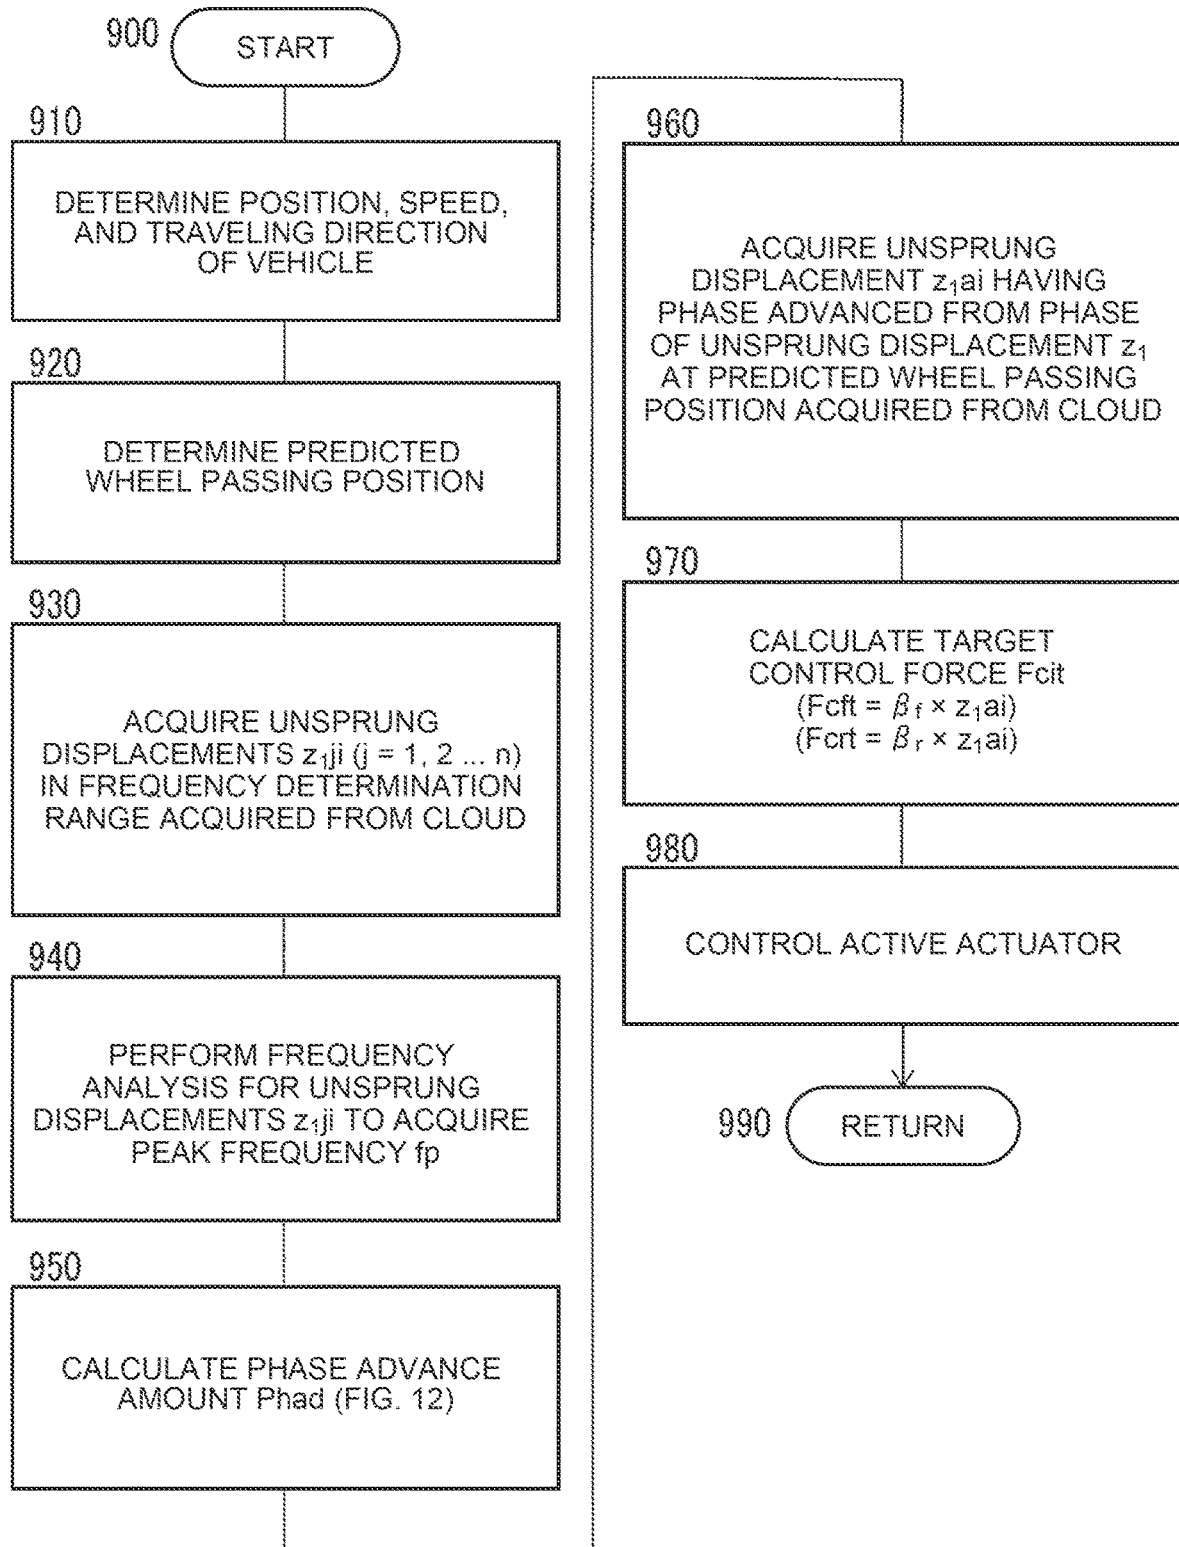 900
START
910
DETERMINE POSITION, SPEED,
AND TRAVELING DIRECTION
OF VEHICLE
920
DETERMINE PREDICTED
WHEEL PASSING POSITION
930
ACQUIRE UNSPRUNG
DISPLACEMENTS z₁ji (j = 1, 2 ... n)
IN FREQUENCY DETERMINATION
RANGE ACQUIRED FROM CLOUD
940
PERFORM FREQUENCY
ANALYSIS FOR UNSPRUNG
DISPLACEMENTS z₁ji TO ACQUIRE
PEAK FREQUENCY fp
950
CALCULATE PHASE ADVANCE
AMOUNT Phad (FIG. 12)
960
ACQUIRE UNSPRUNG
DISPLACEMENT z₁ai HAVING
PHASE ADVANCED FROM PHASE
OF UNSPRUNG DISPLACEMENT z₁
AT PREDICTED WHEEL PASSING
POSITION ACQUIRED FROM CLOUD
970
CALCULATE TARGET
CONTROL FORCE Fcit
(Fcft = β f × z₁ai)
(Fcrt = β r × z₁ai)
980
CONTROL ACTIVE ACTUATOR
990
RETURN